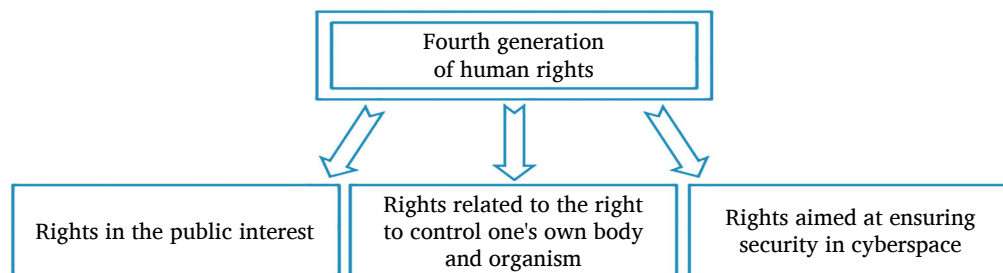 Fourth generation
of human rights
Rights in the public interest
Rights related to the right
to control one's own body
and organism
Rights aimed at ensuring
security in cyberspace